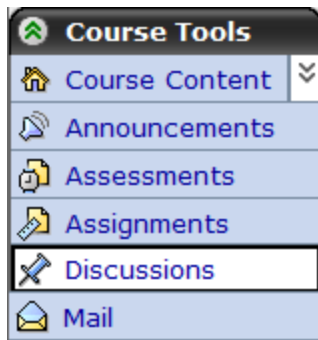 Course Tools
Course Content
Announcements
Assessments
Assignments
Discussions
Mail